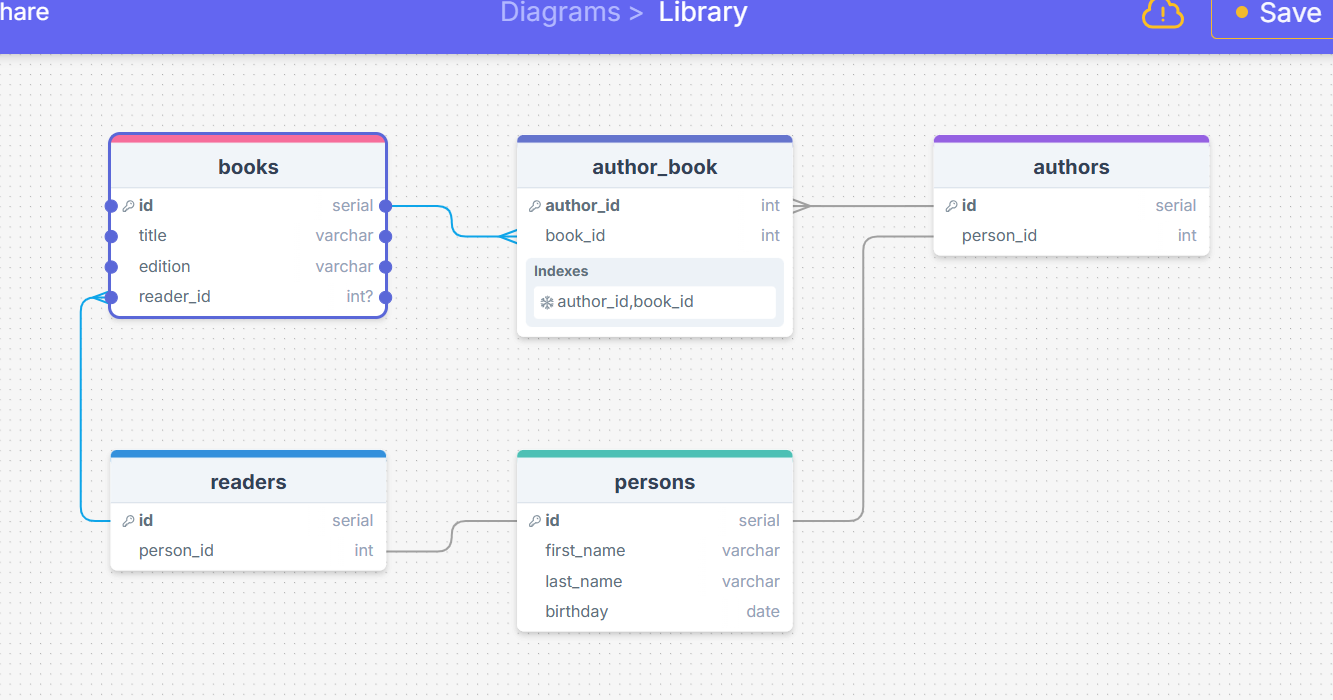 hare
Diagrams > Library
Save
books
id serial
title varchar
edition varchar
reader_id int?
author_book
author_id int
book_id int
Indexes
author_id,book_id
authors
id serial
person_id int
readers
id serial
person_id int
persons
id serial
first_name varchar
last_name varchar
birthday date